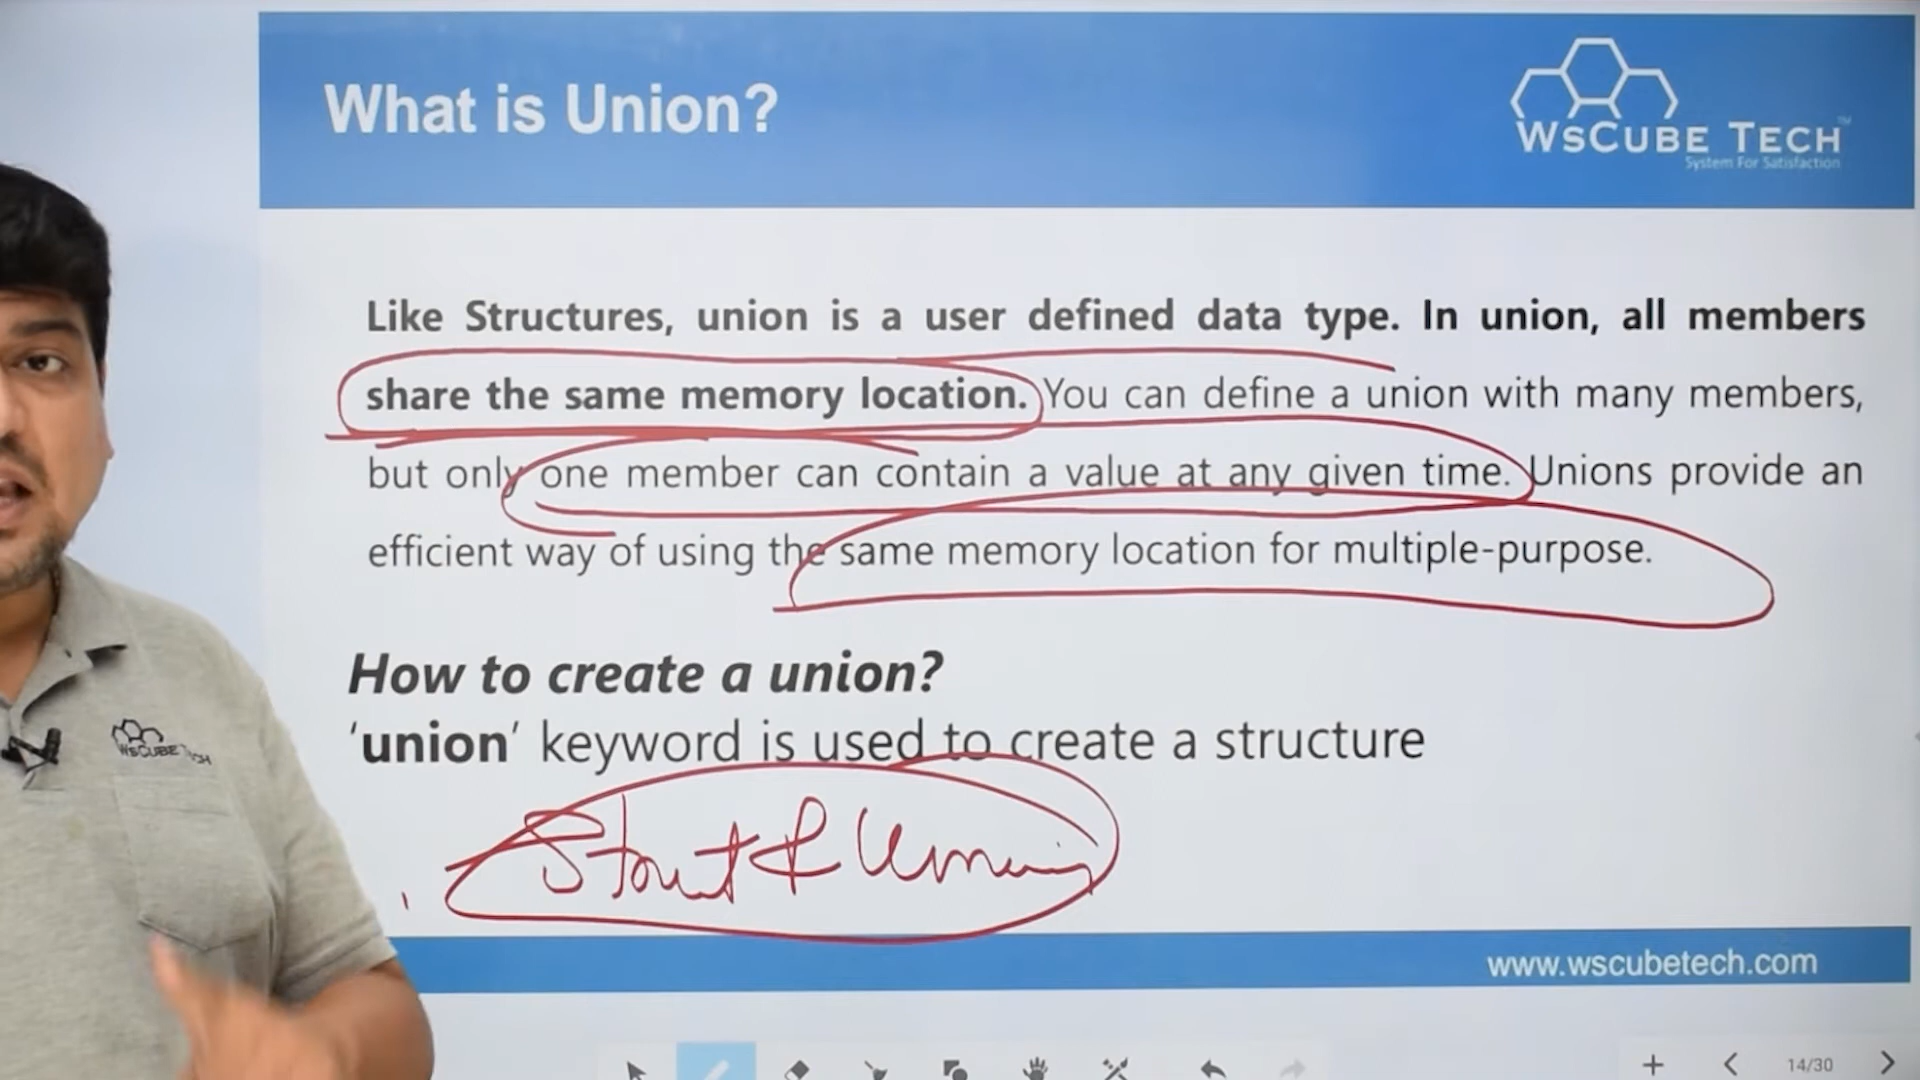 What is Union?
WsCube Tech™
System For Satisfaction
Like Structures, union is a user defined data type. In union, all members
share the same memory location. You can define a union with many members,
but only one member can contain a value at any given time. Unions provide an
efficient way of using the same memory location for multiple-purpose.
How to create a union?
'union' keyword is used to create a structure
&
WsCube Tech
www.wscubetech.com
14/30